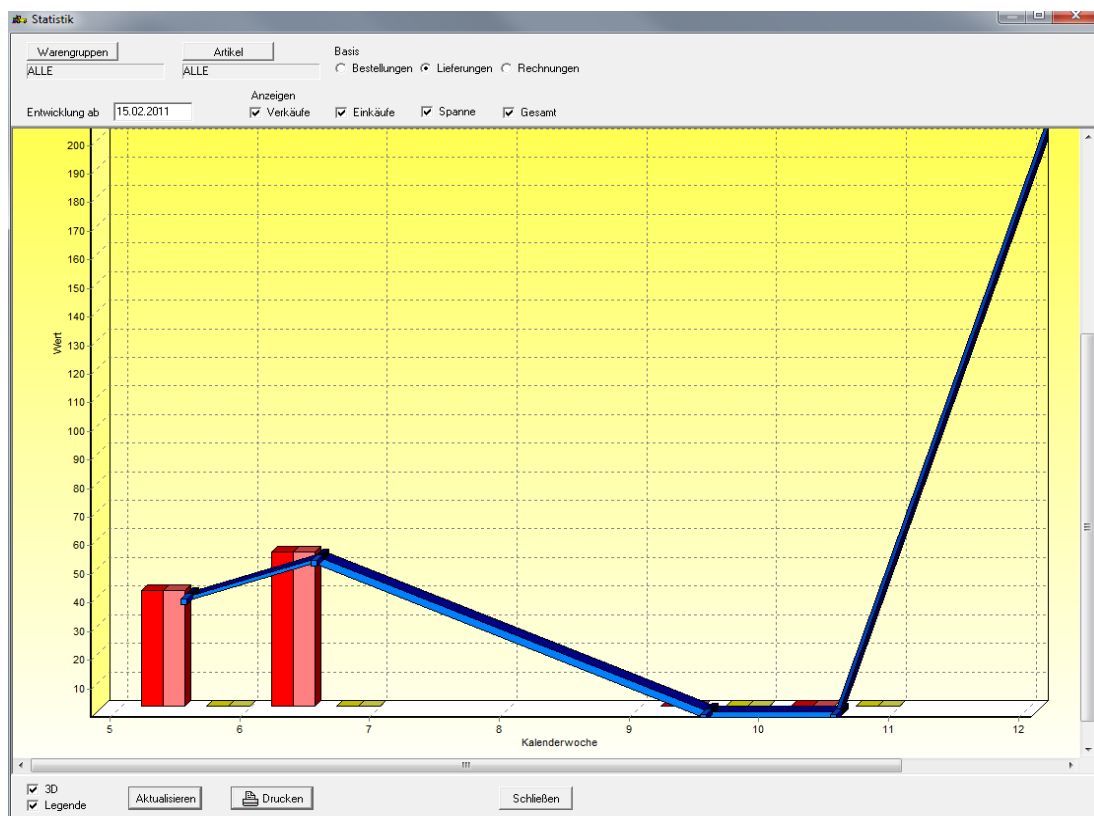 Statistik
Warengruppen Artikel Basis
ALLE ALLE Bestellungen Lieferungen Rechnungen
Anzeigen
Entwicklung ab 15.02.2011 Verkäufe Einkäufe Spanne Gesamt
200
190
180
170
160
150
140
Wert
130
120
110
100
90
80
70
60
50
40
30
20
10
5 6 7 8 9 10 11 12
Kalenderwoche
3D
Legende Aktualisieren Drucken Schließen